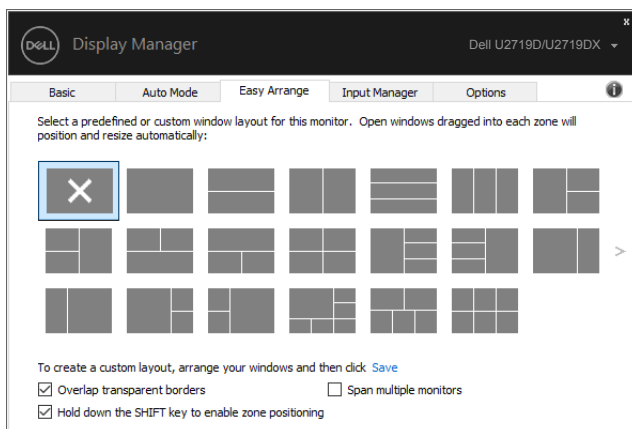 x
DELL
Display Manager
Dell U2719D/U2719DX
Basic
Auto Mode
Easy Arrange
Input Manager
Options
i
Select a predefined or custom window layout for this monitor. Open windows dragged into each zone will
position and resize automatically:
>
To create a custom layout, arrange your windows and then click Save
Overlap transparent borders
Span multiple monitors
Hold down the SHIFT key to enable zone positioning